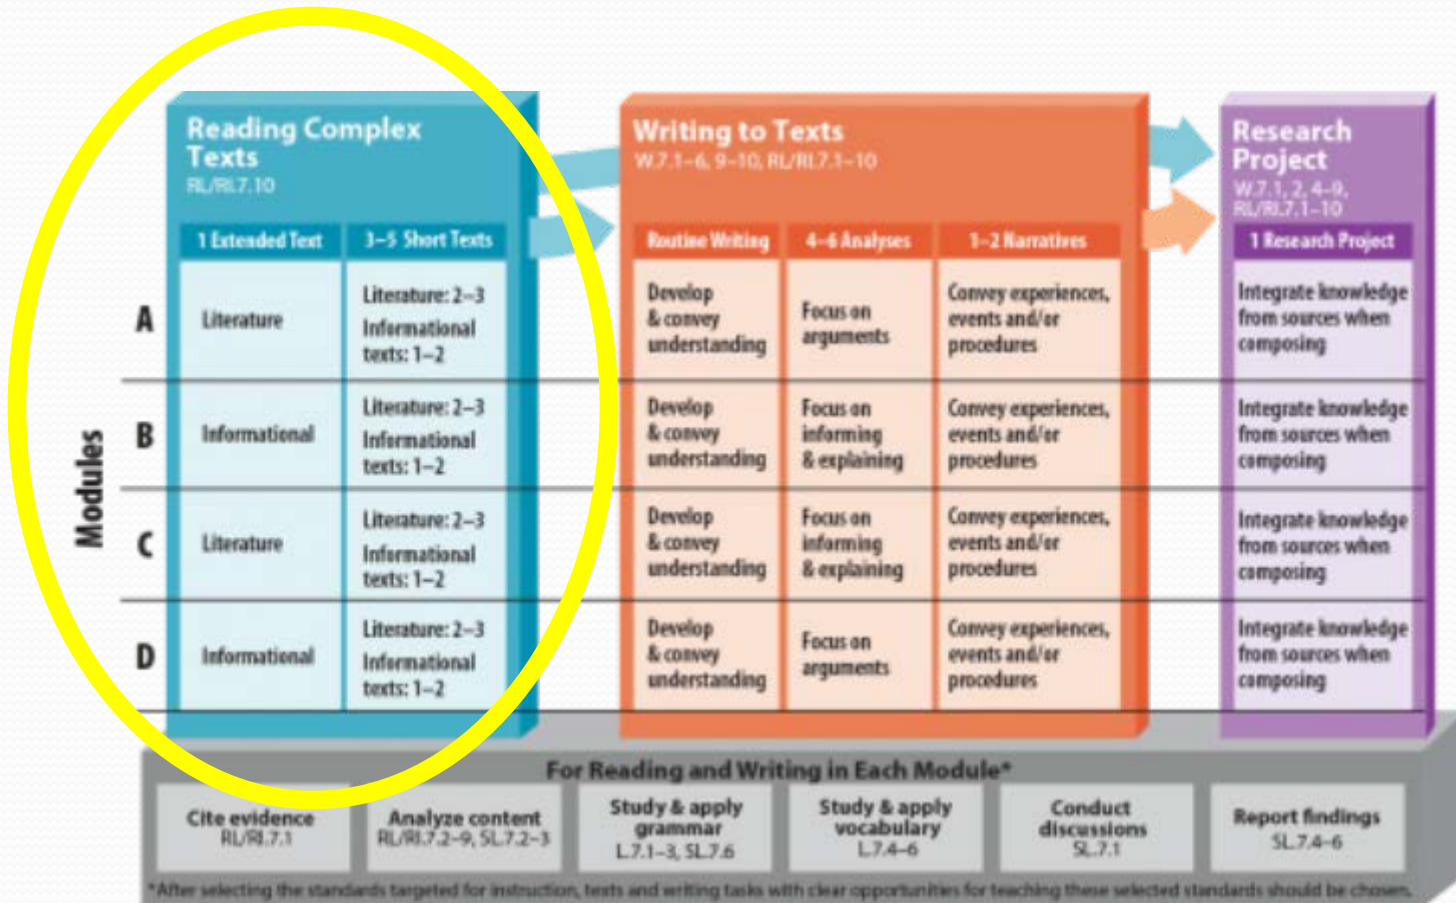 Reading Complex
Texts
RL/RI.7.10
1 Extended Text
3–5 Short Texts
Writing to Texts
W.7.1–6, 9–10, RL/RI.7.1–10
Routine Writing
4–6 Analyses
1–2 Narratives
Research
Project
W.7.1, 2, 4–9,
RL/RI.7.1–10
1 Research Project
Modules
A
Literature
Literature: 2–3
Informational
texts: 1–2
Develop
& convey
understanding
Focus on
arguments
Convey experiences,
events and/or
procedures
Integrate knowledge
from sources when
composing
B
Informational
Literature: 2–3
Informational
texts: 1–2
Develop
& convey
understanding
Focus on
informing
& explaining
Convey experiences,
events and/or
procedures
Integrate knowledge
from sources when
composing
C
Literature
Literature: 2–3
Informational
texts: 1–2
Develop
& convey
understanding
Focus on
informing
& explaining
Convey experiences,
events and/or
procedures
Integrate knowledge
from sources when
composing
D
Informational
Literature: 2–3
Informational
texts: 1–2
Develop
& convey
understanding
Focus on
arguments
Convey experiences,
events and/or
procedures
Integrate knowledge
from sources when
composing
For Reading and Writing in Each Module*
Cite evidence
RL/RI.7.1
Analyze content
RL/RI.7.2–9, SL.7.2–3
Study & apply
grammar
L.7.1–3, SL.7.6
Study & apply
vocabulary
L.7.4–6
Conduct
discussions
SL.7.1
Report findings
SL.7.4–6
*After selecting the standards targeted for instruction, texts and writing tasks with clear opportunities for teaching these selected standards should be chosen.